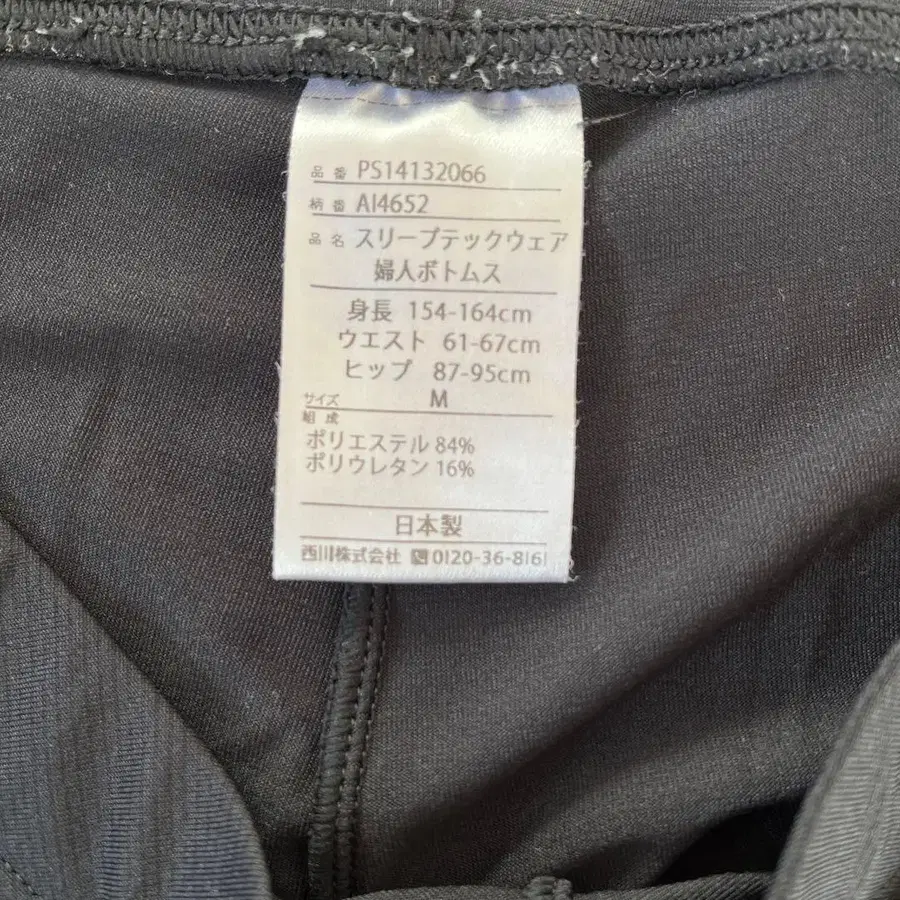 品番 PS14132066
柄番 AI4652
品名 スリープテックウェア
婦人ボトムス
身長 154-164cm
ウエスト 61-67cm
ヒップ 87-95cm
サイズ M
組成
ポリエステル 84%
ポリウレタン 16%
日本製
西川株式会社 0120-36-8161